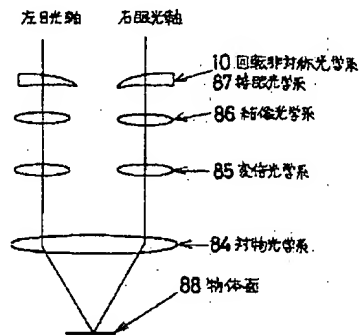 左目光軸 右眼光軸
10 回転非対称光学系
87 接眼光学系
86 結像光学系
85 変倍光学系
84 対物光学系
88 物体面